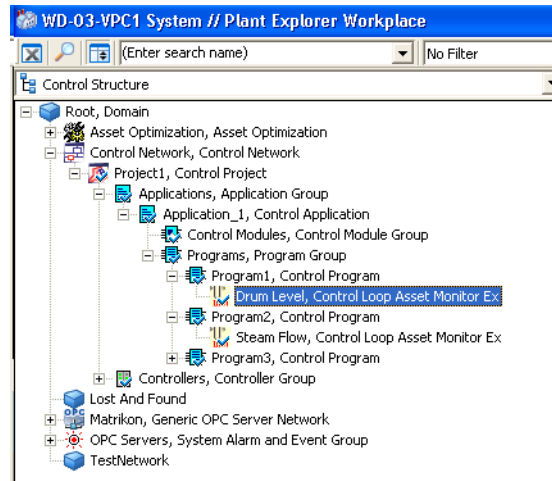 WD-03-VPC1 System // Plant Explorer Workplace
(Enter search name) No Filter
Control Structure
Root, Domain
Asset Optimization, Asset Optimization
Control Network, Control Network
Project1, Control Project
Applications, Application Group
Application_1, Control Application
Control Modules, Control Module Group
Programs, Program Group
Program1, Control Program
Drum Level, Control Loop Asset Monitor Ex
Program2, Control Program
Steam Flow, Control Loop Asset Monitor Ex
Program3, Control Program
Controllers, Controller Group
Lost And Found
OPC
Matrikon, Generic OPC Server Network
OPC Servers, System Alarm and Event Group
TestNetwork